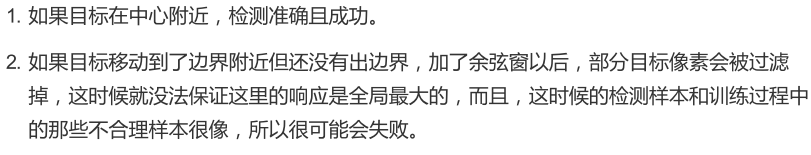 1. 如果目标在中心附近，检测准确且成功。
2. 如果目标移动到了边界附近但还没有出边界，加了余弦窗以后，部分目标像素会被过滤
掉，这时候就没法保证这里的响应是全局最大的，而且，这时候的检测样本和训练过程中
的那些不合理样本很像，所以很可能会失败。